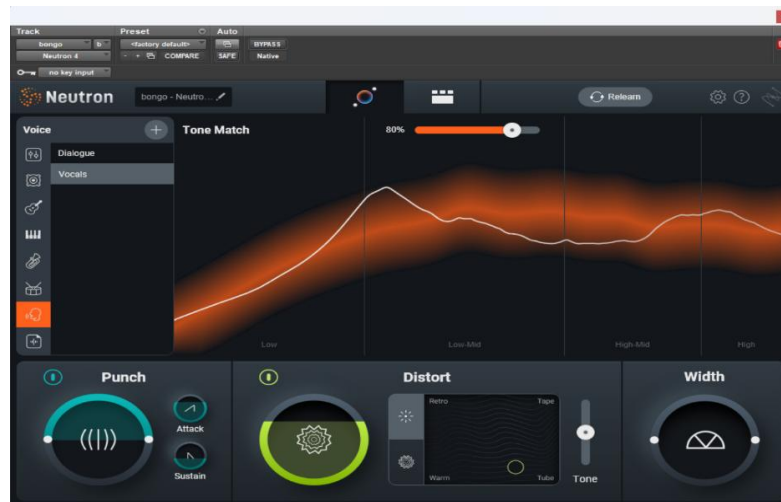 Track Preset Auto
bongo b <factory default> BYPASS
Neutron 4 - + COMPARE SAFE Native
no key input
Neutron bongo - Neutro... Relearn ?
Voice + Tone Match 80%
Dialogue
Vocals
Low Low-Mid High-Mid High
Punch Distort Width
Attack
Sustain
Retro Tape
Warm Tube
Tone